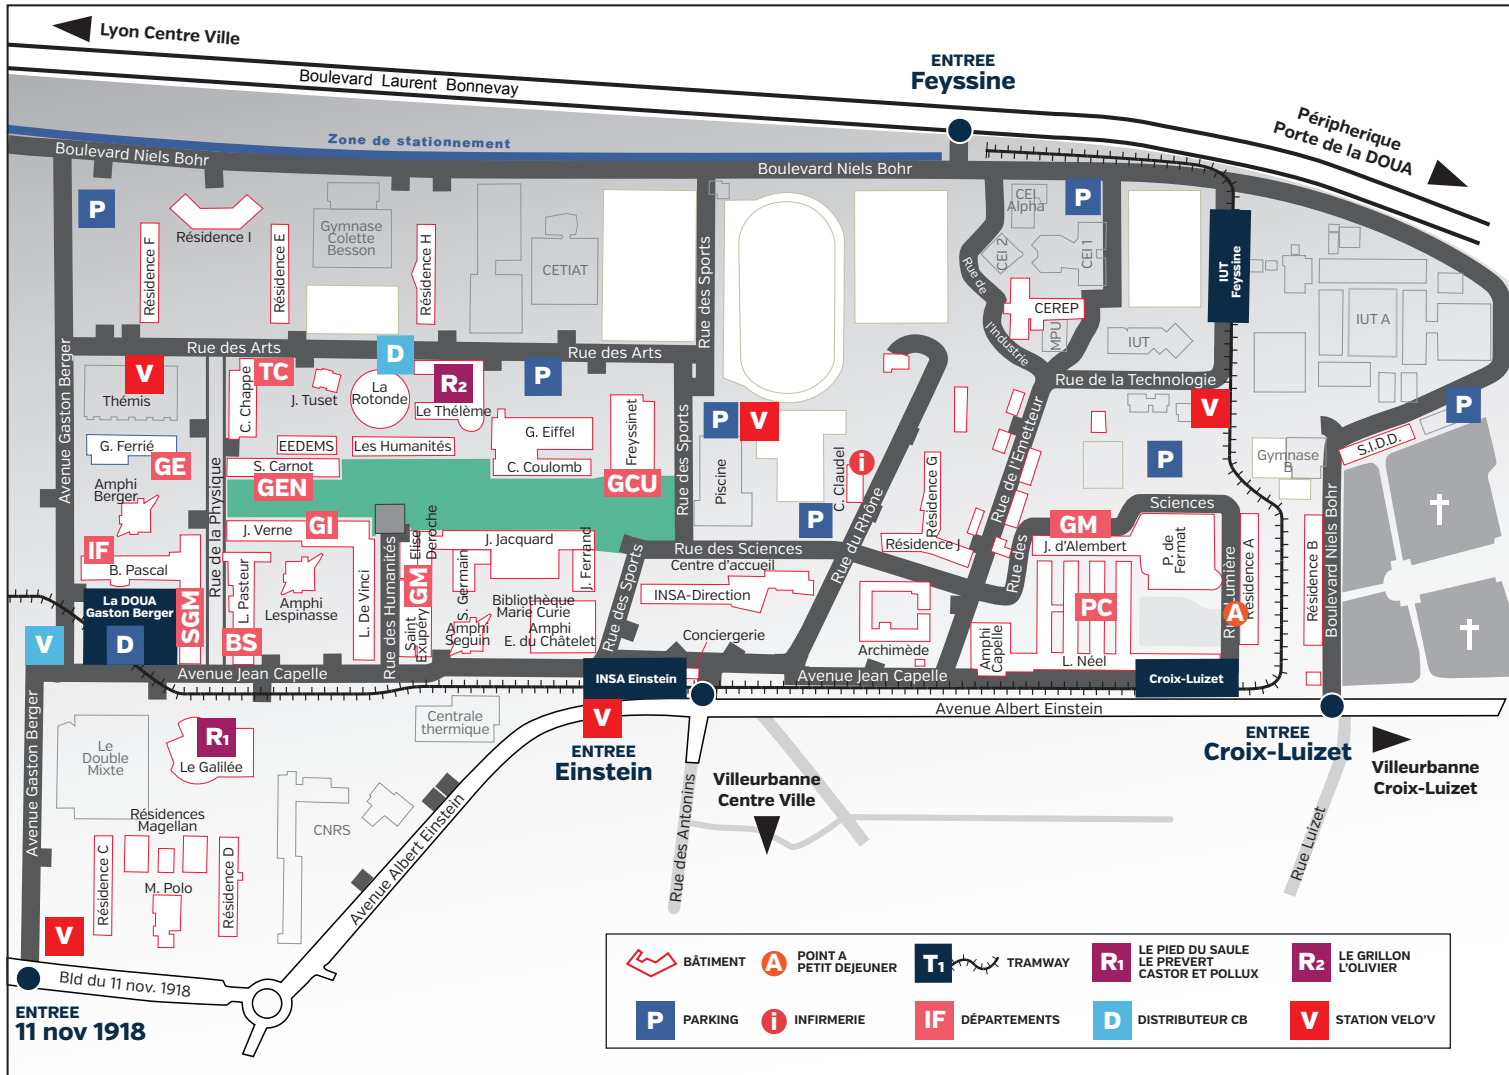 Lyon Centre Ville
Boulevard Laurent Bonnevay
ENTREE
Feyssine
Péripherique
Porte de la DOUA
Zone de stationnement
Boulevard Niels Bohr
Boulevard Niels Bohr
P
Résidence F
Résidence I
Résidence E
Gymnase
Colette
Besson
Résidence H
CETIAT
Rue des Sports
CEI
Alpha
P
CEI 2
CEI 1
Rue de
l'Industrie
CEREP
MPU
IUT
IUT
Feyssine
IUT A
Avenue Gaston Berger
Rue des Arts
D
Rue des Arts
V
Thémis
TC
C. Chappe
J. Tuset
La
Rotonde
R2
Le Thélème
P
G. Eiffel
Freyssinet
Rue de la Technologie
V
P
G. Ferrié
GE
EEDEMS
Les Humanités
S. Carnot
GEN
C. Coulomb
GCU
Rue des Sports
P
V
Piscine
C. Claudel
i
P
Rue du Rhône
Résidence G
Résidence J
Rue de l'Emetteur
P
Gymnase
B
S.I.D.D.
Amphi
Berger
Rue de la Physique
J. Verne
GI
Elise
Deroche
J. Jacquard
J. Ferrand
IF
B. Pascal
SGM
L. Pasteur
BS
Amphi
Lespinasse
L. De Vinci
Rue des Humanités
GM
Saint
Exupéry
S. Germain
Amphi
Seguin
Bibliothèque
Marie Curie
Amphi
E. du Châtelet
Rue des Sports
Rue des Sciences
Centre d'accueil
INSA-Direction
Conciergerie
Archimède
Rue des
Sciences
GM
J. d'Alembert
P. de
Fermat
PC
Amphi
Capelle
L. Néel
A
Résidence A
Résidence B
Boulevard Niels Bohr
La DOUA
Gaston Berger
V
D
Avenue Jean Capelle
INSA Einstein
Avenue Jean Capelle
Croix-Luizet
Avenue Albert Einstein
V
ENTREE
Einstein
ENTREE
Croix-Luizet
Villeurbanne
Croix-Luizet
Villeurbanne
Centre Ville
Rue des Antonins
Rue Luizet
Avenue Gaston Berger
Le
Double
Mixte
R1
Le Galilée
Centrale
thermique
CNRS
Avenue Albert Einstein
Résidences
Magellan
Résidence C
M. Polo
Résidence D
V
Bld du 11 nov. 1918
ENTREE
11 nov 1918
BÂTIMENT
A
POINT A
PETIT DEJEUNER
T1
TRAMWAY
R1
LE PIED DU SAULE
LE PREVERT
CASTOR ET POLLUX
R2
LE GRILLON
L'OLIVIER
P
PARKING
i
INFIRMERIE
IF
DÉPARTEMENTS
D
DISTRIBUTEUR CB
V
STATION VELO'V